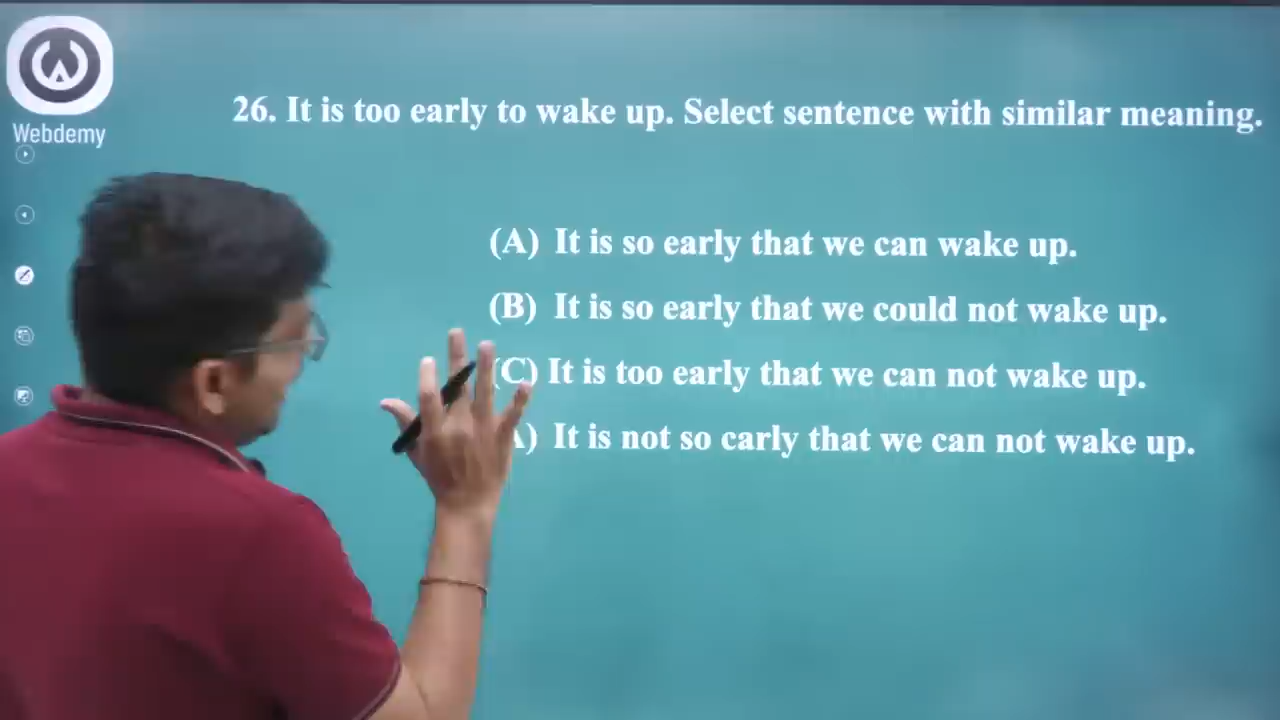 Webdemy
26. It is too early to wake up. Select sentence with similar meaning.
(A) It is so early that we can wake up.
(B) It is so early that we could not wake up.
(C) It is too early that we can not wake up.
A) It is not so carly that we can not wake up.